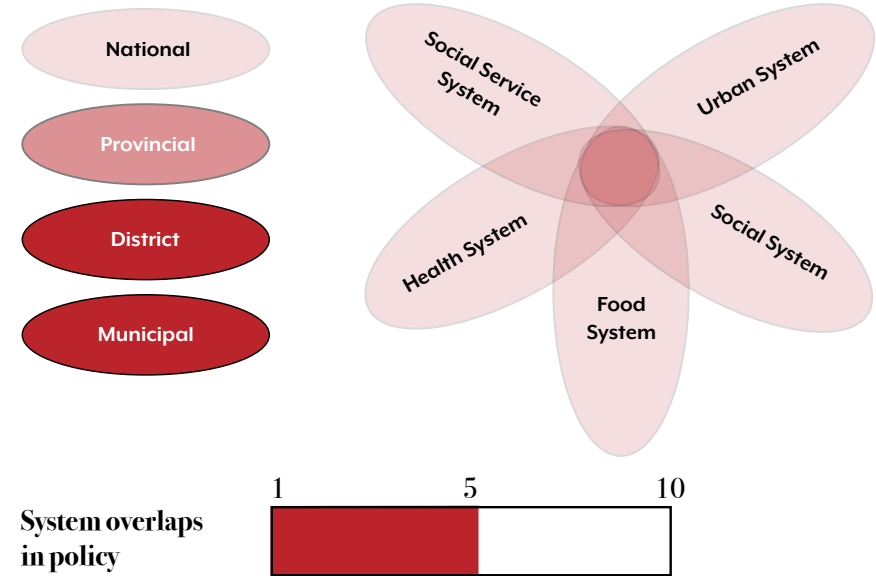 National
Provincial
District
Municipal
Social Service
System
Urban System
Health System
Social System
Food
System
1 5 10
System overlaps
in policy